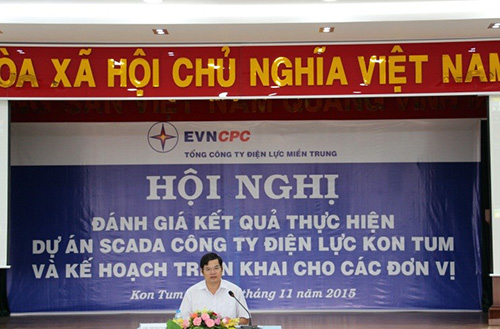 ÒA XÃ HỘI CHỦ NGHĨA VIỆT NAM
EVNCPC
TỔNG CÔNG TY ĐIỆN LỰC MIỀN TRUNG
HỘI NGHỊ
ĐÁNH GIÁ KẾT QUẢ THỰC HIỆN
DỰ ÁN SCADA CÔNG TY ĐIỆN LỰC KON TUM
VÀ KẾ HOẠCH TRIỂN KHAI CHO CÁC ĐƠN VỊ
Kon Tum, tháng 11 năm 2015